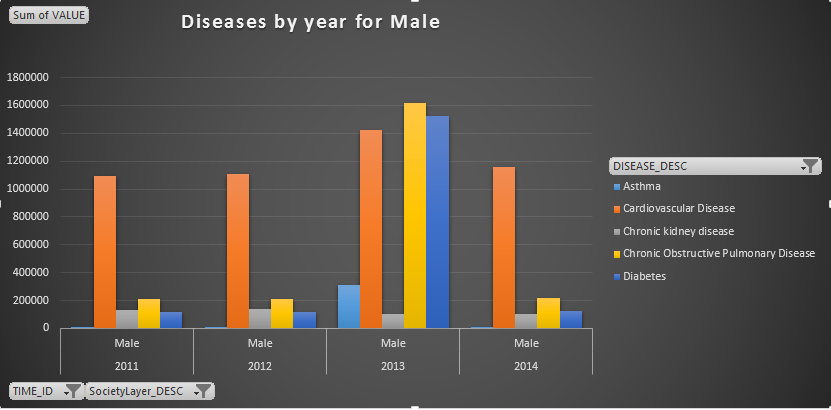 Sum of VALUE
Diseases by year for Male
1800000
1600000
1400000
1200000
1000000
800000
600000
400000
200000
0
Male Male Male Male
2011 2012 2013 2014
DISEASE_DESC
Asthma
Cardiovascular Disease
Chronic kidney disease
Chronic Obstructive Pulmonary Disease
Diabetes
TIME_ID SocietyLayer_DESC